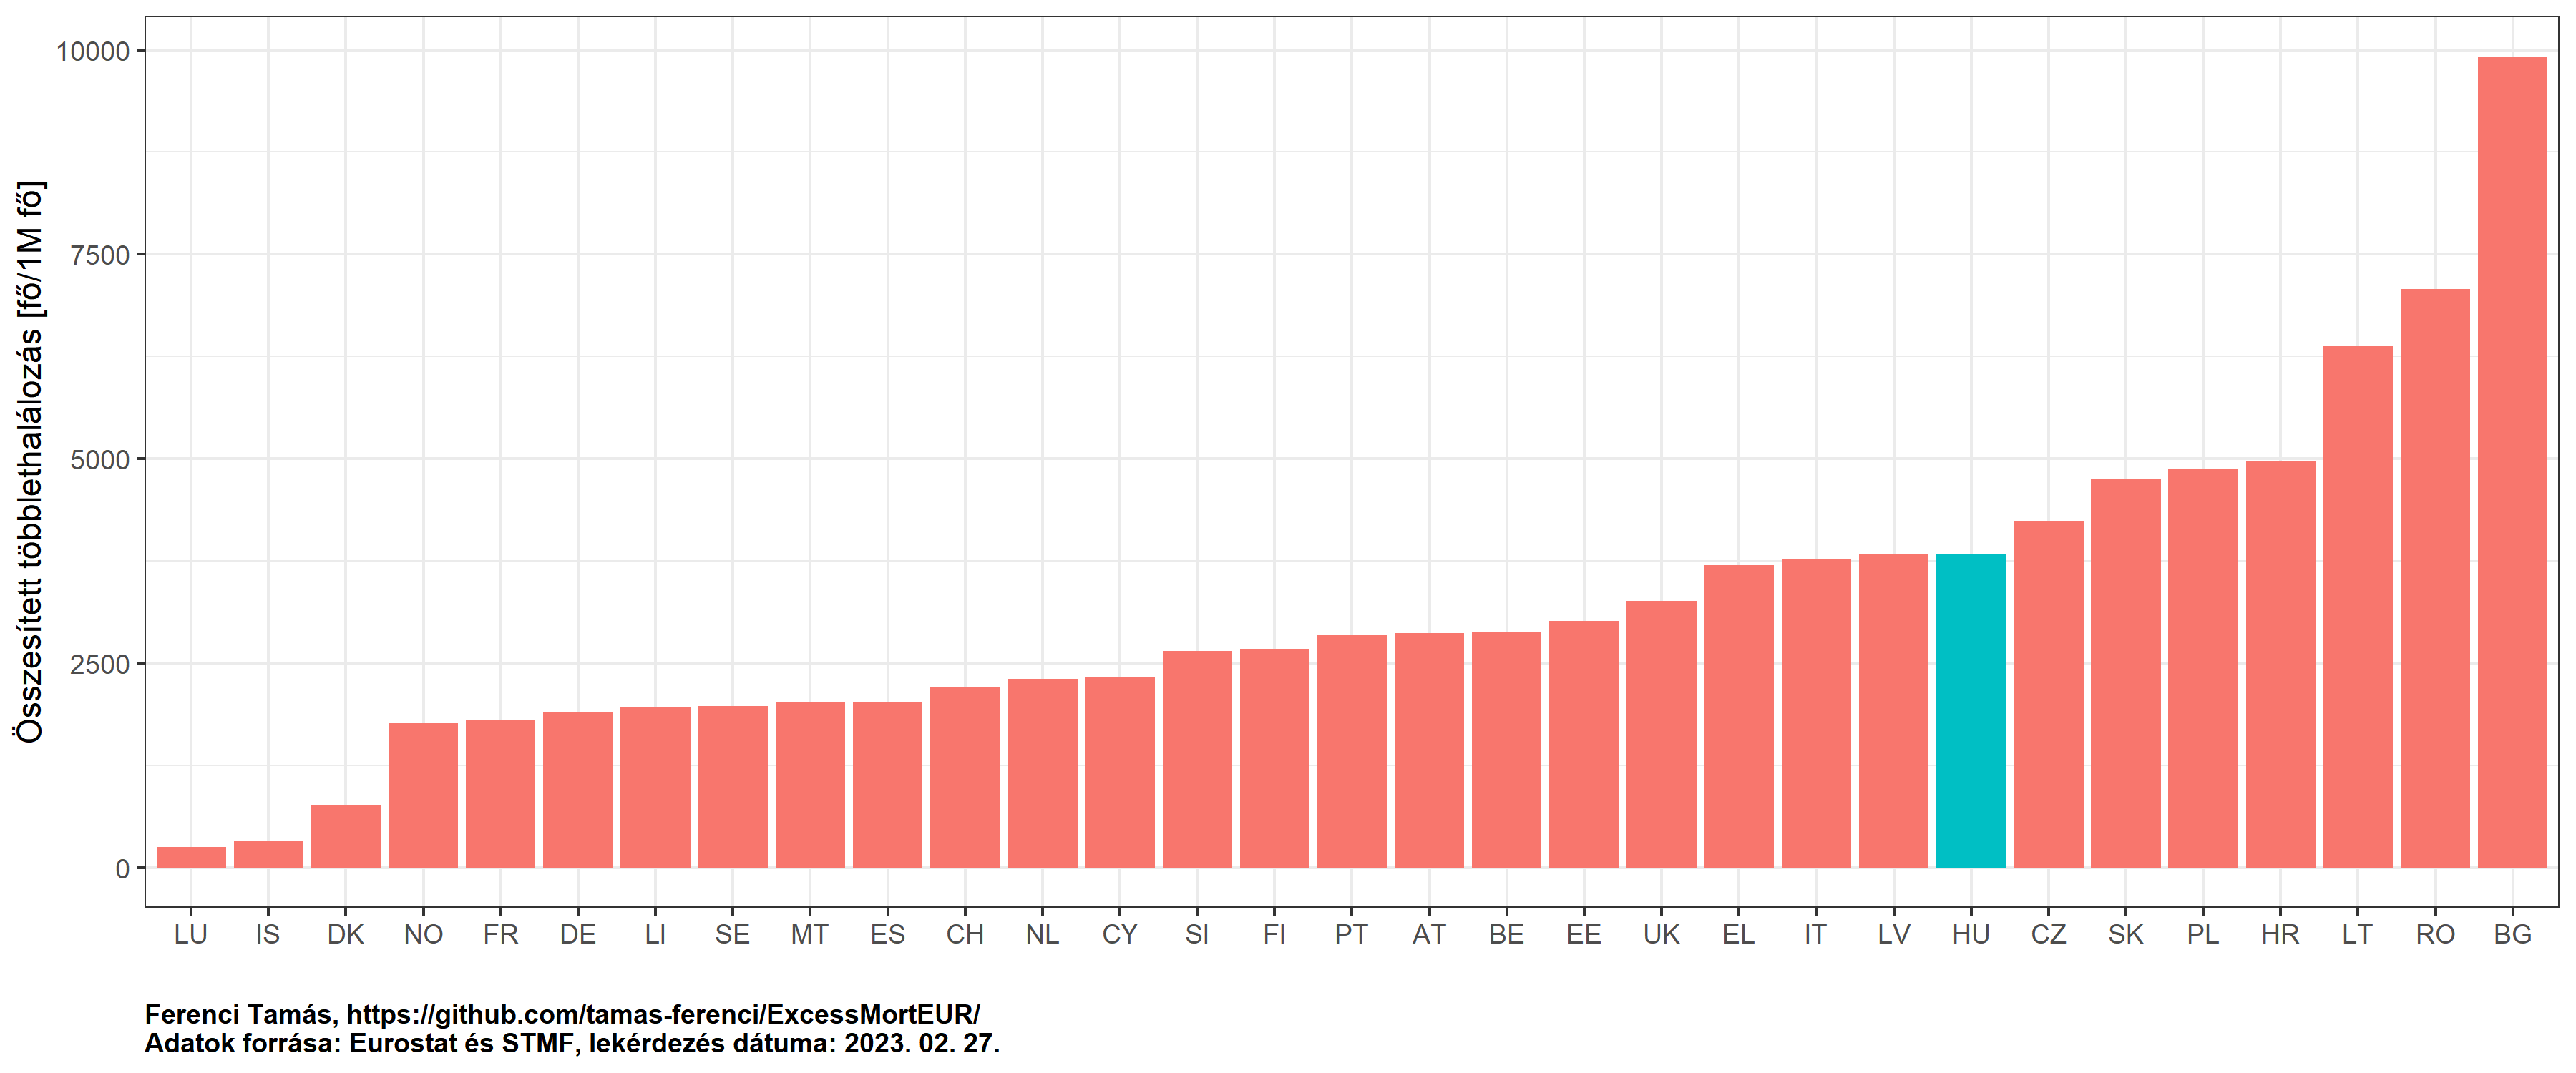 Összesített többlethalálozás [fő/1M fő]
10000
7500
5000
2500
0
LU IS DK NO FR DE LI SE MT ES CH NL CY SI FI PT AT BE EE UK EL IT LV HU CZ SK PL HR LT RO BG
Ferenci Tamás, https://github.com/tamas-ferenci/ExcessMortEUR/
Adatok forrása: Eurostat és STMF, lekérdezés dátuma: 2023. 02. 27.